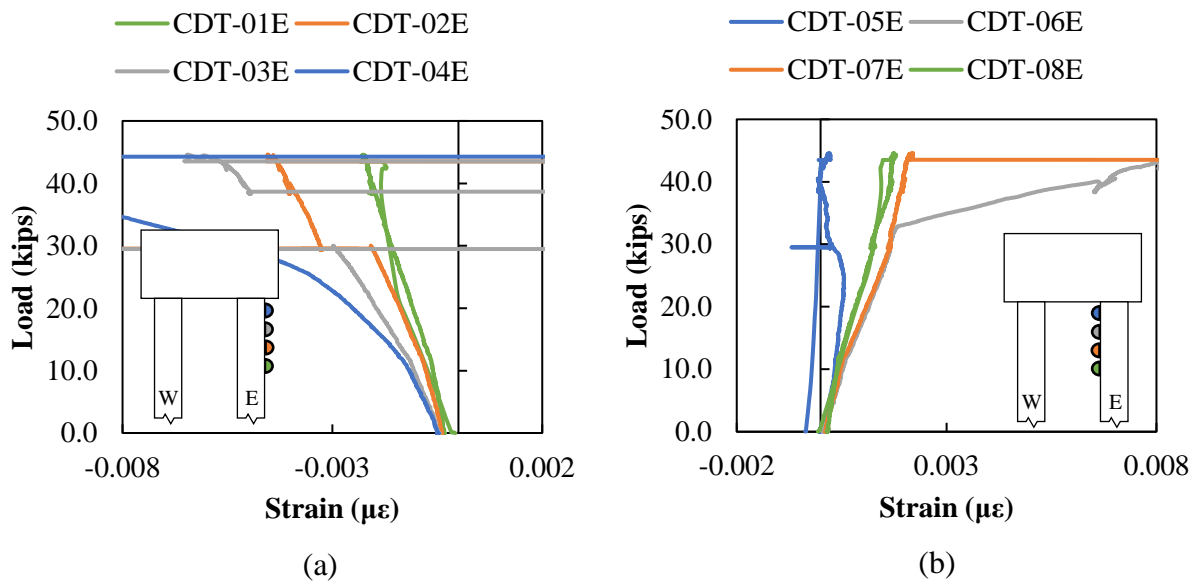 CDT-01E CDT-02E
CDT-03E CDT-04E
50.0
40.0
30.0
20.0
10.0
0.0
Load (kips)
W E
-0.008 -0.003 0.002
Strain (με)
(a)
CDT-05E CDT-06E
CDT-07E CDT-08E
50.0
40.0
30.0
20.0
10.0
0.0
Load (kips)
W E
-0.002 0.003 0.008
Strain (με)
(b)